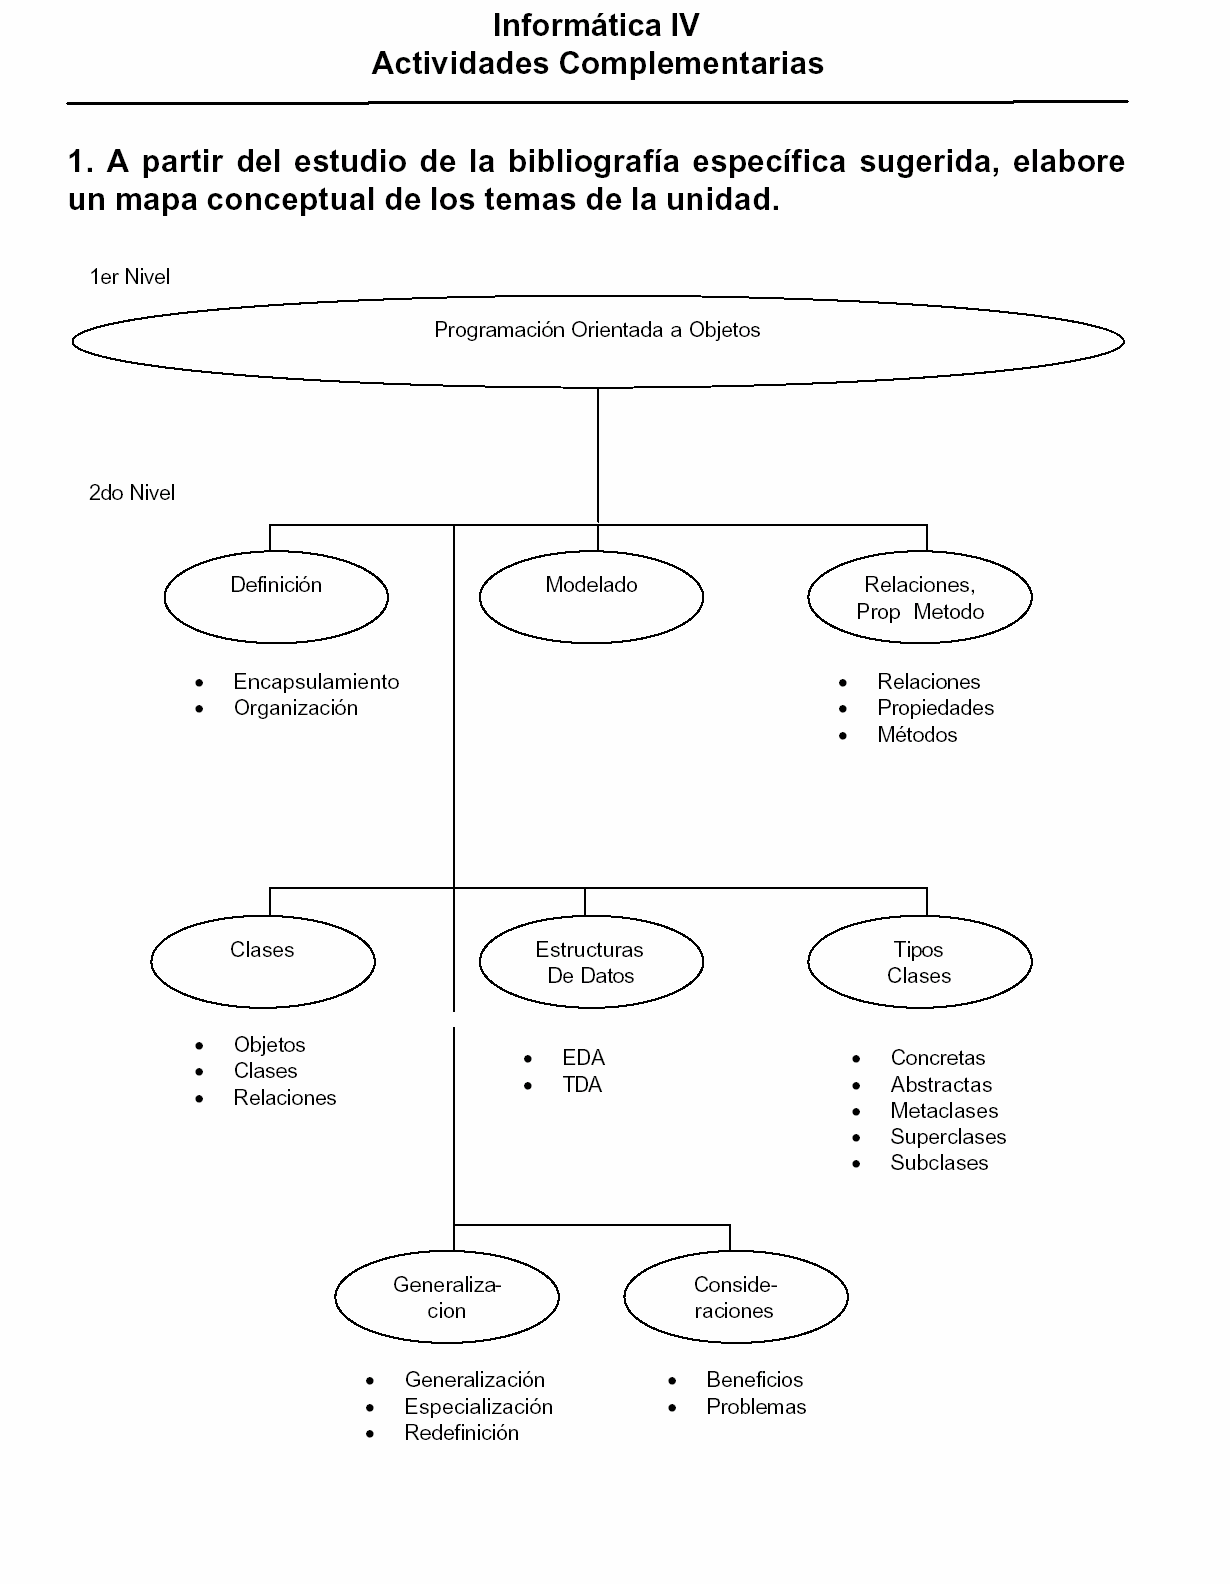 Informática IV
Actividades Complementarias
1. A partir del estudio de la bibliografía específica sugerida, elabore
un mapa conceptual de los temas de la unidad.
1er Nivel
Programación Orientada a Objetos
2do Nivel
Definición
Modelado
Relaciones,
Prop Metodo
• Encapsulamiento
• Organización
• Relaciones
• Propiedades
• Métodos
Clases
Estructuras
De Datos
Tipos
Clases
• Objetos
• Clases
• Relaciones
• EDA
• TDA
• Concretas
• Abstractas
• Metaclases
• Superclases
• Subclases
Generaliza-
cion
Conside-
raciones
• Generalización
• Especialización
• Redefinición
• Beneficios
• Problemas